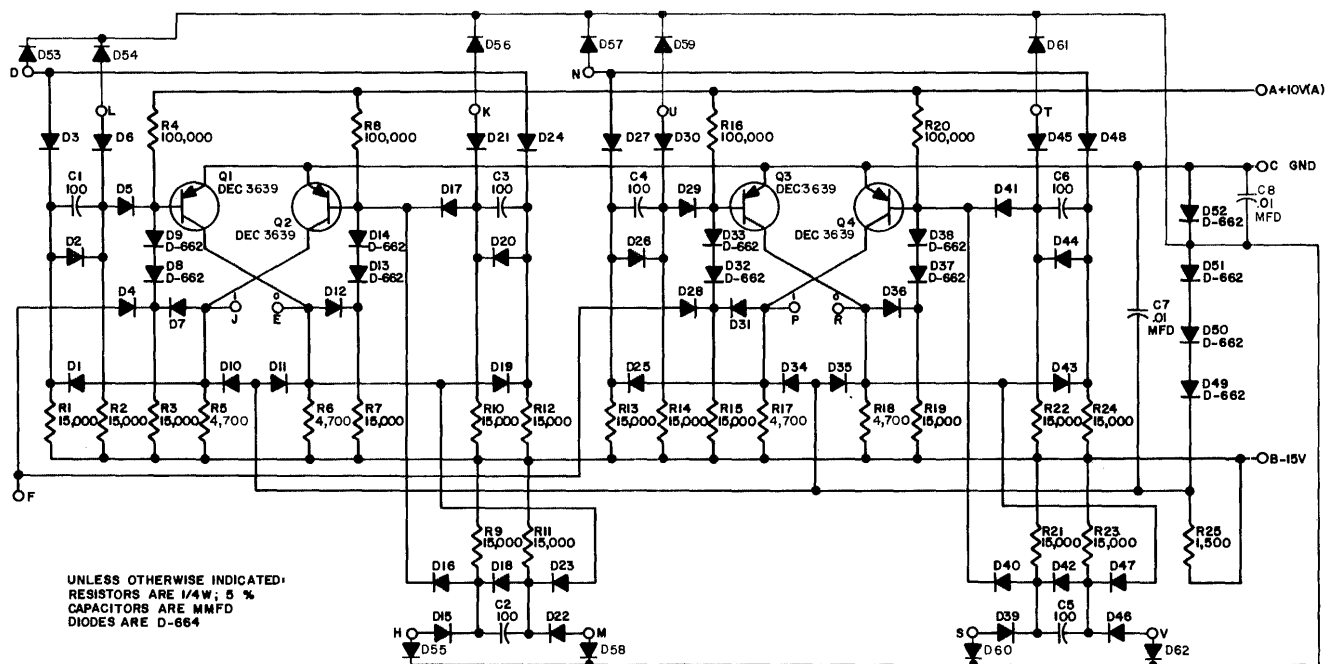 D53 D54 D56 D57 D59 D61
D N
A+10V(A)
L K U T
R4 100,000 R8 100,000 R16 100,000 R20 100,000
D3 D6 D21 D24 D27 D30 D45 D48
C GND
C1 100 D5 Q1 DEC 3639 Q2 DEC 3639 D17 C3 100
C4 100 D29 Q3 DEC 3639 Q4 DEC 3639 D41 C6 100
D52 D-662 C8 .01 MFD
D2 D9 D-662 D14 D-662 D20 D26 D33 D-662 D38 D-662 D44
D8 D-662 D13 D-662 D32 D-662 D37 D-662 D51 D-662
D4 D7 1 J 0 E D12 D28 D31 1 P 0 R D36
C7 .01 MFD D50 D-662
D1 D10 D11 D19 D25 D34 D35 D43 D49 D-662
R1 15,000 R2 15,000 R3 15,000 R5 4,700 R6 4,700 R7 15,000 R10 15,000 R12 15,000
R13 15,000 R14 15,000 R15 15,000 R17 4,700 R18 4,700 R19 15,000 R22 15,000 R24 15,000
B-15V
F
R9 15,000 R11 15,000 R21 15,000 R23 15,000 R25 1,500
D16 D18 D23 D40 D42 D47
UNLESS OTHERWISE INDICATED:
RESISTORS ARE 1/4W; 5 %
CAPACITORS ARE MMFD
DIODES ARE D-664
H D15 C2 100 D22 M S D39 C5 100 D46 V
D55 D58 D60 D62